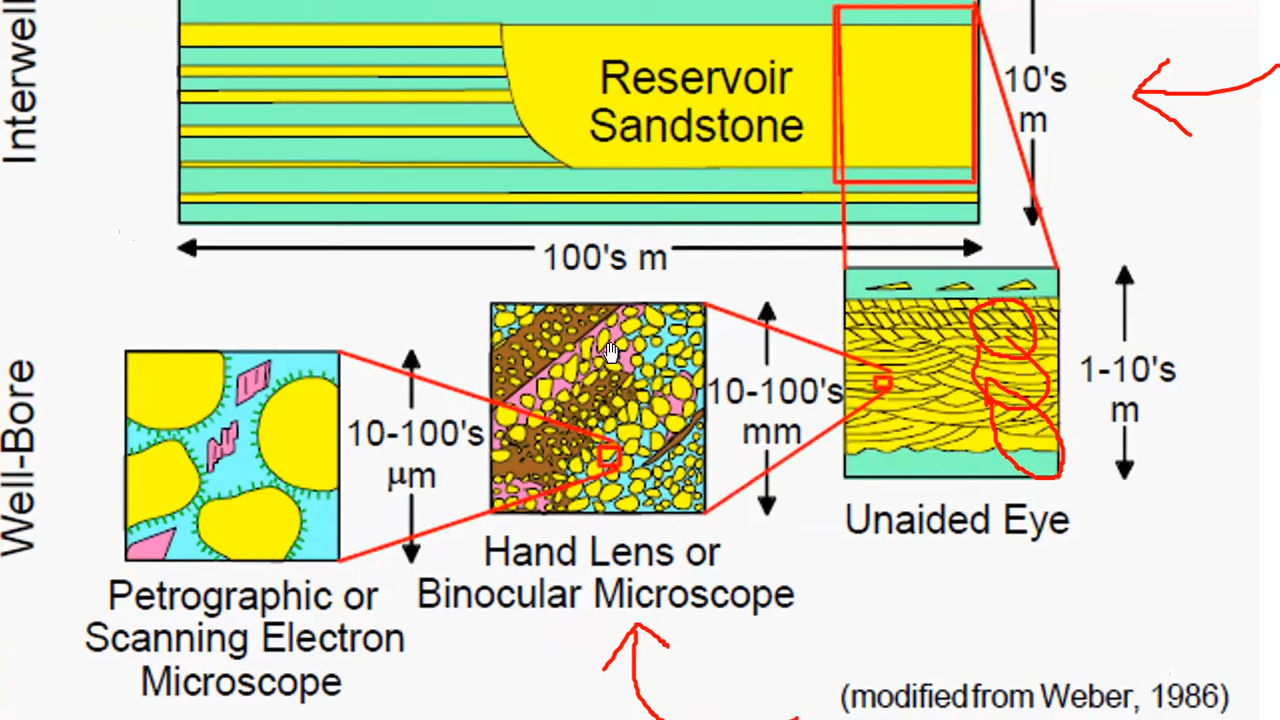 Interwell
Reservoir
Sandstone
10's
m
100's m
Well-Bore
10-100's
μm
10-100's
mm
1-10's
m
Unaided Eye
Hand Lens or
Binocular Microscope
Petrographic or
Scanning Electron
Microscope
(modified from Weber, 1986)